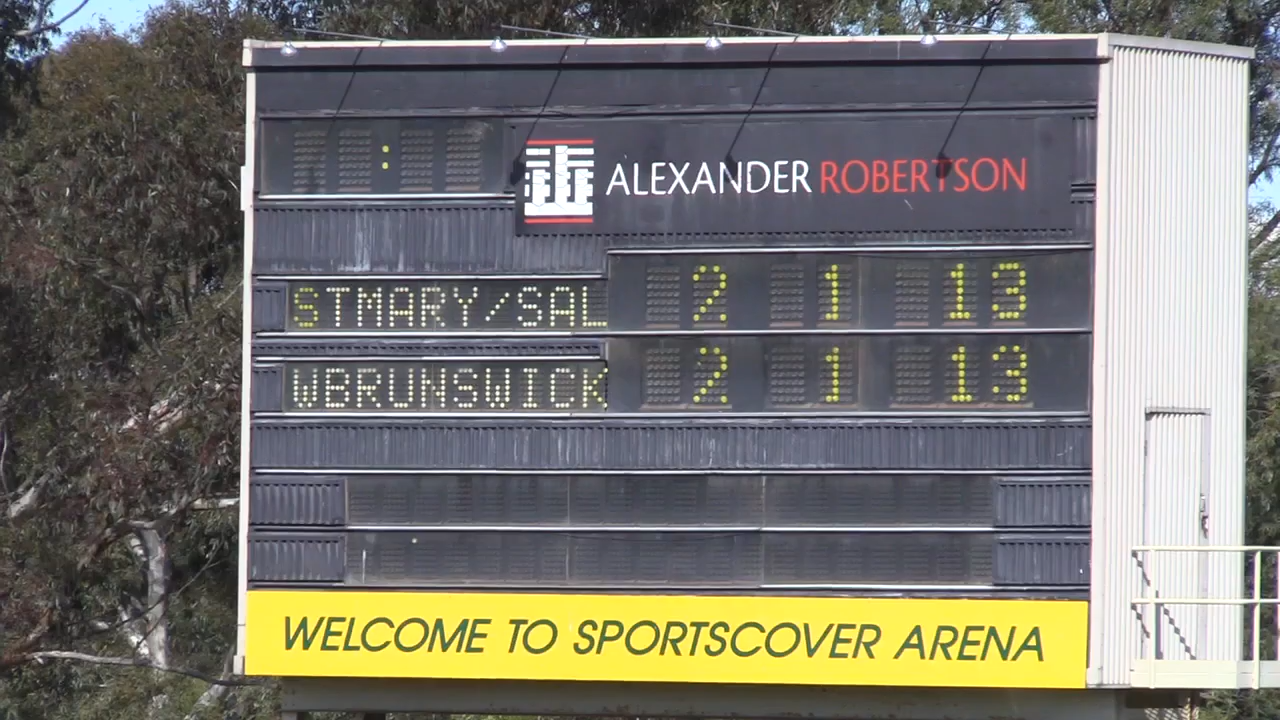 :
ALEXANDER ROBERTSON
STMARY/SAL 2 1 13
WBRUNSWICK 2 1 13
WELCOME TO SPORTSCOVER ARENA